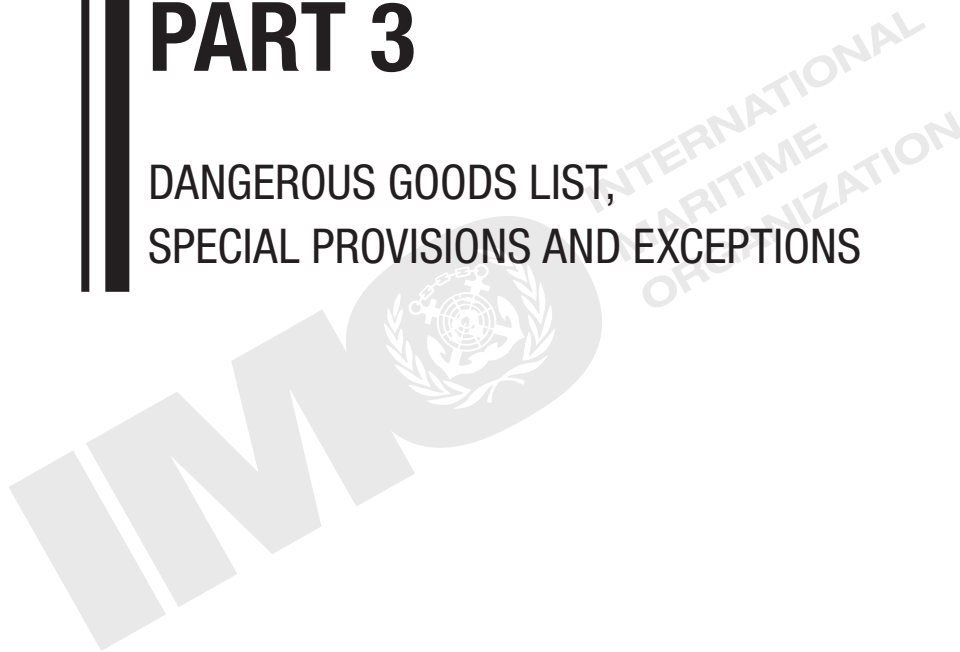 PART 3
DANGEROUS GOODS LIST,
SPECIAL PROVISIONS AND EXCEPTIONS
INTERNATIONAL
MARITIME
ORGANIZATION
IMO